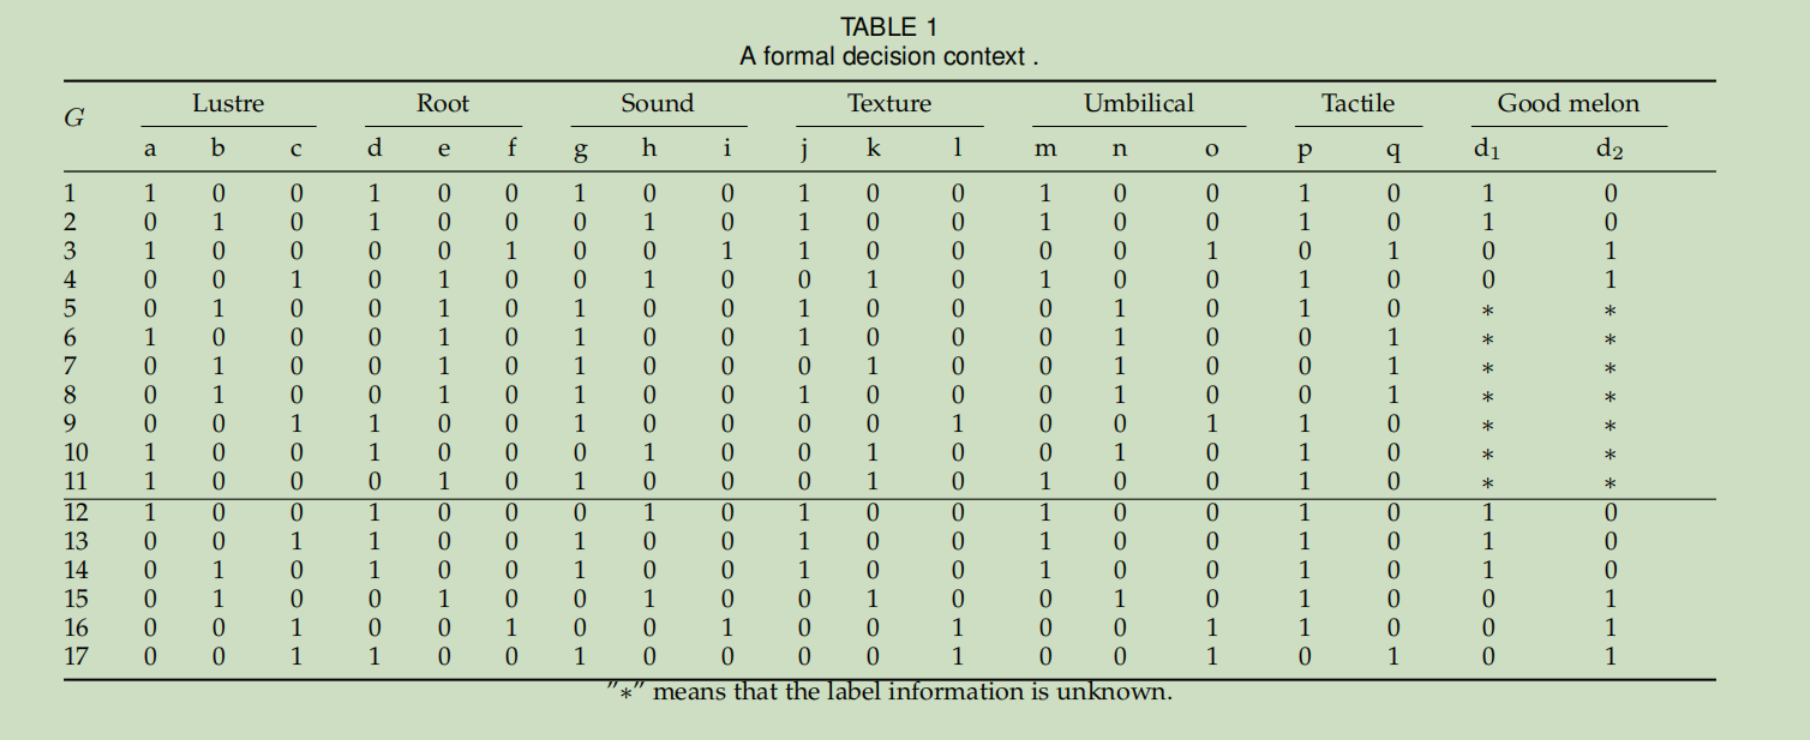 TABLE 1
A formal decision context .
G Lustre Root Sound Texture Umbilical Tactile Good melon
a b c d e f g h i j k l m n o p q d1 d2
1 1 0 0 1 0 0 1 0 0 1 0 0 1 0 0 1 0 1 0
2 0 1 0 1 0 0 0 1 0 1 0 0 1 0 0 1 0 1 0
3 1 0 0 0 0 1 0 0 1 1 0 0 0 0 1 0 1 0 1
4 0 0 1 0 1 0 0 1 0 0 1 0 1 0 0 1 0 0 1
5 0 1 0 0 1 0 1 0 0 1 0 0 0 1 0 1 0 * *
6 1 0 0 0 1 0 1 0 0 1 0 0 0 1 0 0 1 * *
7 0 1 0 0 1 0 1 0 0 0 1 0 0 1 0 0 1 * *
8 0 1 0 0 1 0 1 0 0 1 0 0 0 1 0 0 1 * *
9 0 0 1 1 0 0 1 0 0 0 0 1 0 0 1 1 0 * *
10 1 0 0 1 0 0 0 1 0 0 1 0 0 1 0 1 0 * *
11 1 0 0 0 1 0 1 0 0 0 1 0 1 0 0 1 0 * *
12 1 0 0 1 0 0 0 1 0 1 0 0 1 0 0 1 0 1 0
13 0 0 1 1 0 0 1 0 0 1 0 0 1 0 0 1 0 1 0
14 0 1 0 1 0 0 1 0 0 1 0 0 1 0 0 1 0 1 0
15 0 1 0 0 1 0 0 1 0 0 1 0 0 1 0 1 0 0 1
16 0 0 1 0 0 1 0 0 1 0 0 1 0 0 1 1 0 0 1
17 0 0 1 1 0 0 1 0 0 0 0 1 0 0 1 0 1 0 1
"*" means that the label information is unknown.